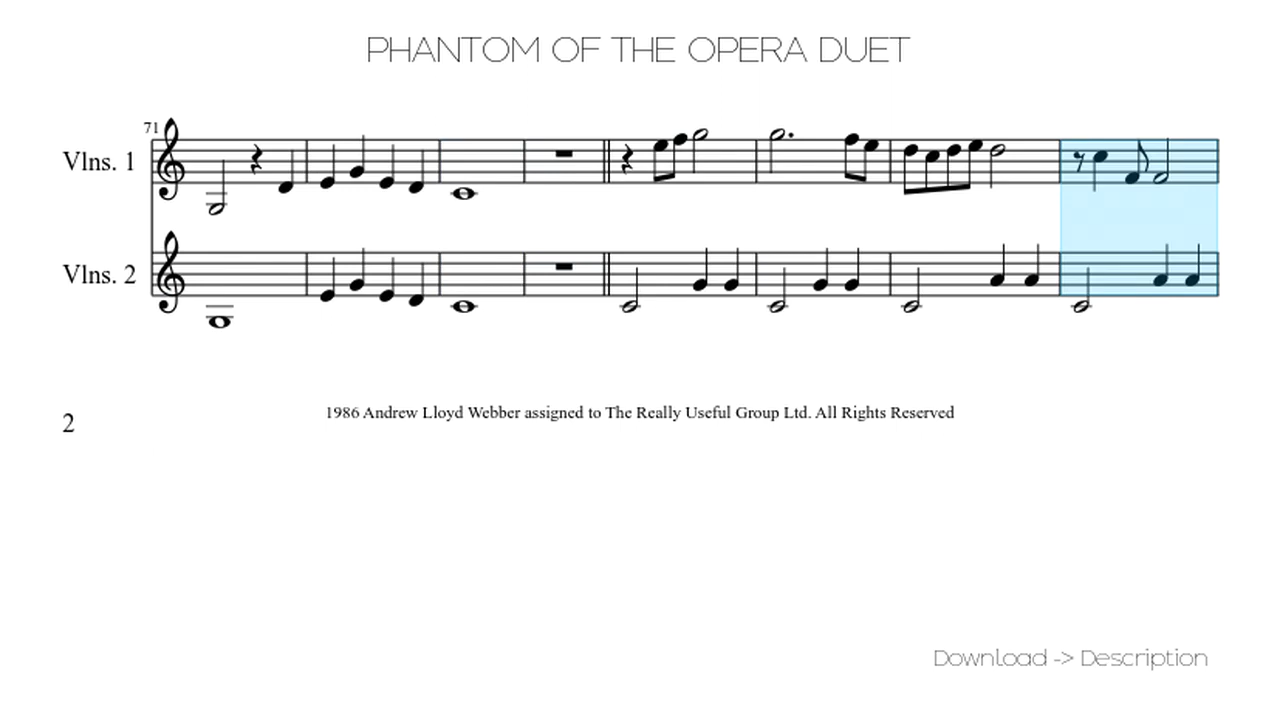 PHANTOM OF THE OPERA DUET
71
Vlns. 1
Vlns. 2
1986 Andrew Lloyd Webber assigned to The Really Useful Group Ltd. All Rights Reserved
2
Download -> Description